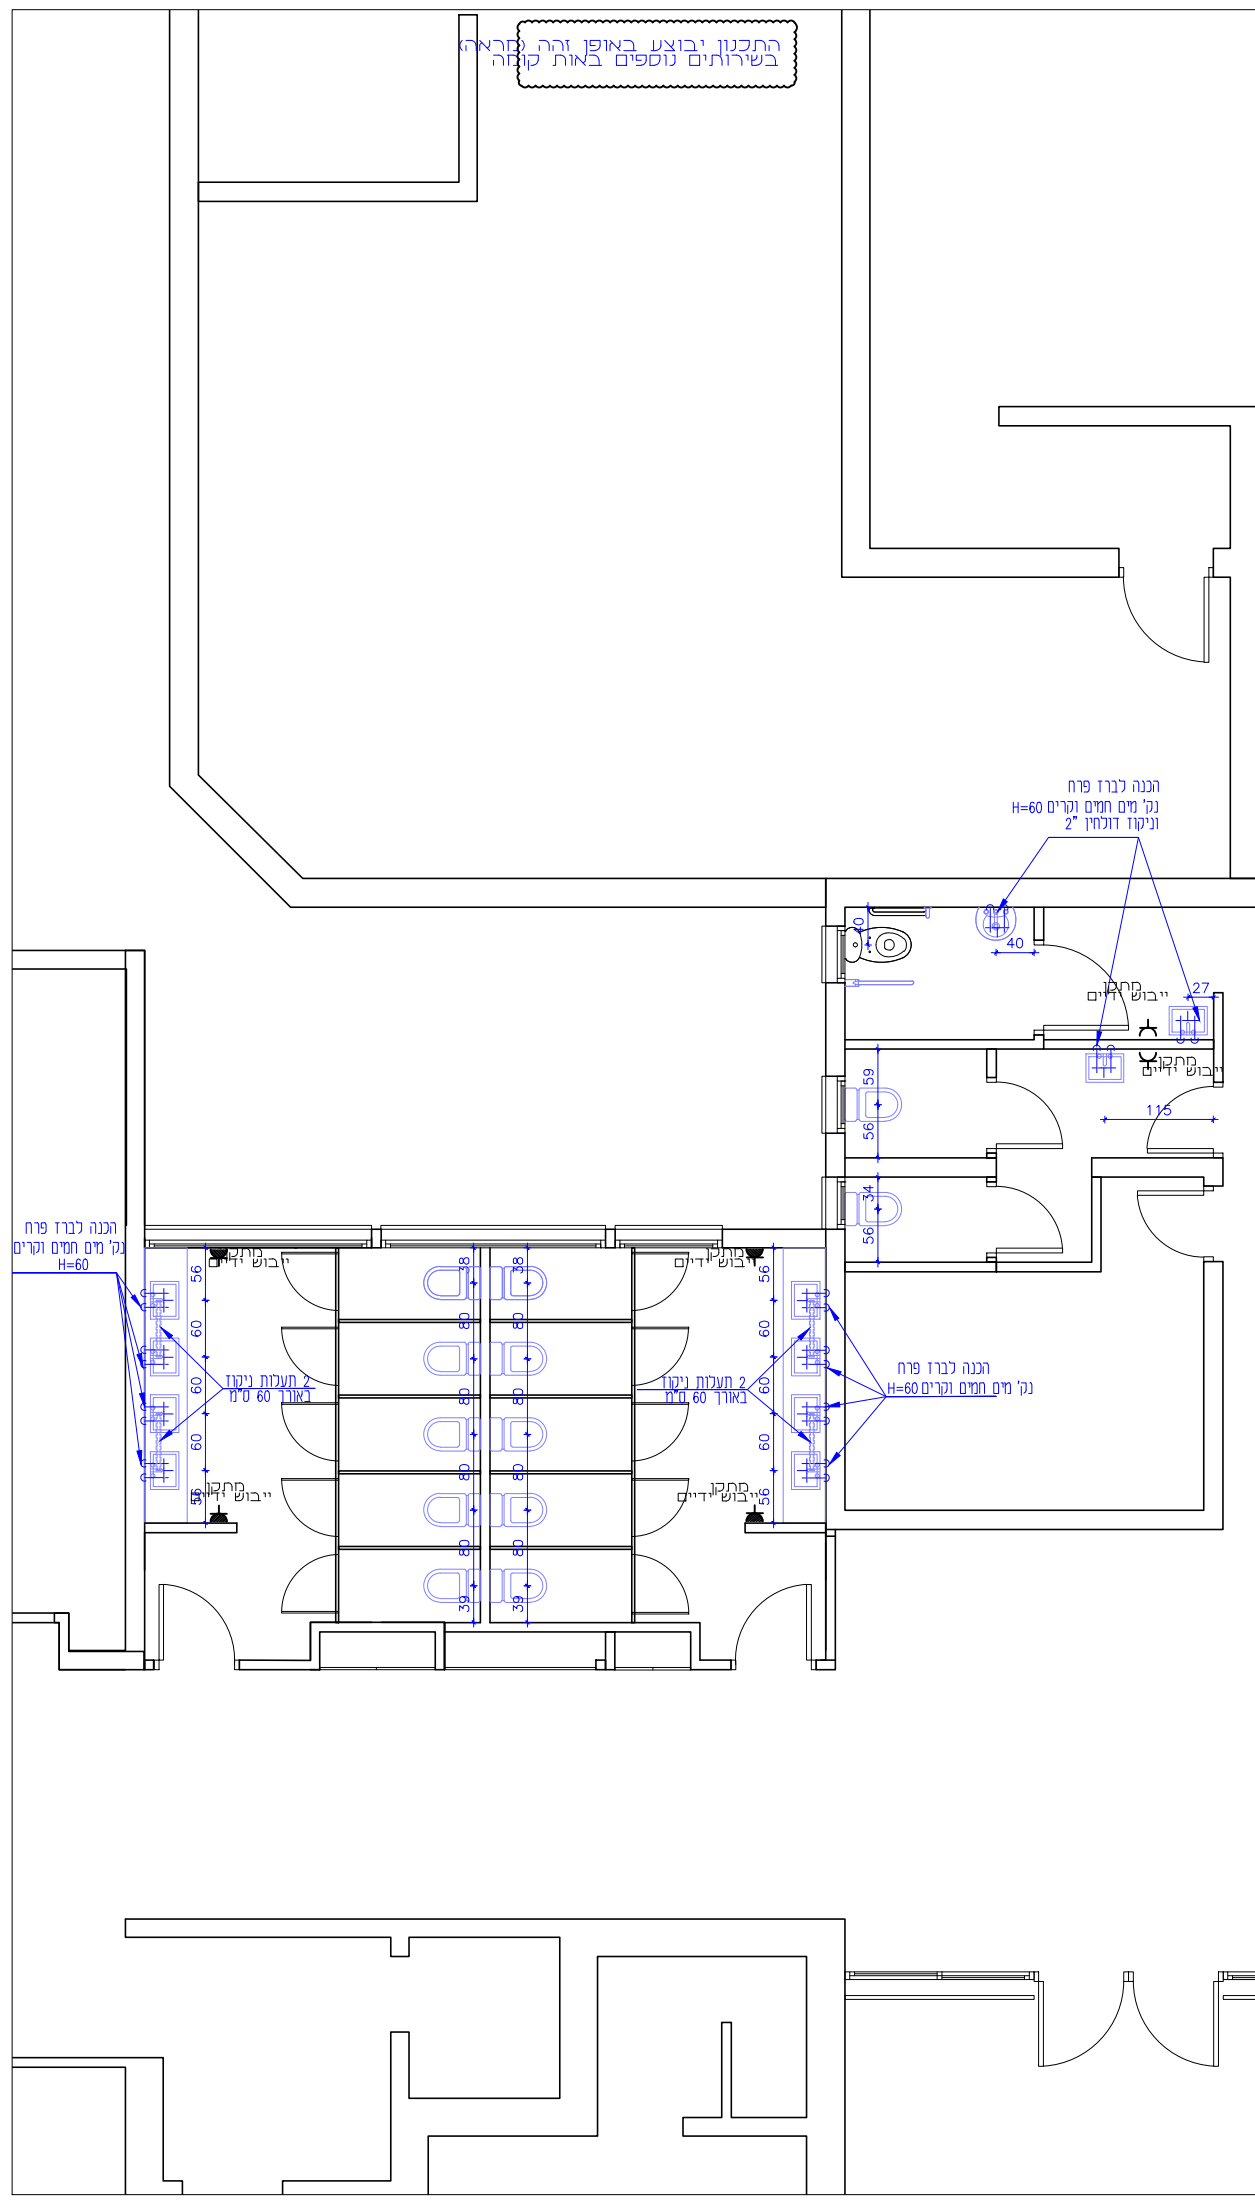 התכנון יבוצע באופן זהה (מראה)
בשירותים נוספים באות קומה
הכנה לברז פרח
נק' מים חמים וקרים H=60
וניקוז דולחין "2
40
40
27
מתקן
ייבוש ידיים
מתקן
ייבוש ידיים
59
56
115
34
56
הכנה לברז פרח
נק' מים חמים וקרים
H=60
מתקן
ייבוש ידיים
56
60
60
60
56
2 תעלות ניקוז
באורך 60 ס"מ
מתקן
ייבוש ידיים
38
80
80
80
80
39
38
80
80
80
80
39
מתקן
ייבוש ידיים
56
60
60
60
56
2 תעלות ניקוז
באורך 60 ס"מ
מתקן
ייבוש ידיים
הכנה לברז פרח
נק' מים חמים וקרים H=60